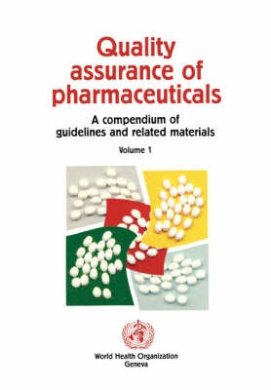 Quality
assurance of
pharmaceuticals
A compendium of
guidelines and related materials
Volume 1
World Health Organization
Geneva